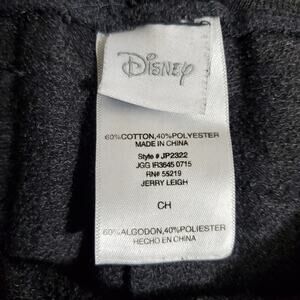 Disney
60%COTTON,40%POLYESTER
MADE IN CHINA
Style # JP2322
JGG IR3645 0715
RN# 55219
JERRY LEIGH
CH
60%ALGODON,40%POLIESTER
HECHO EN CHINA